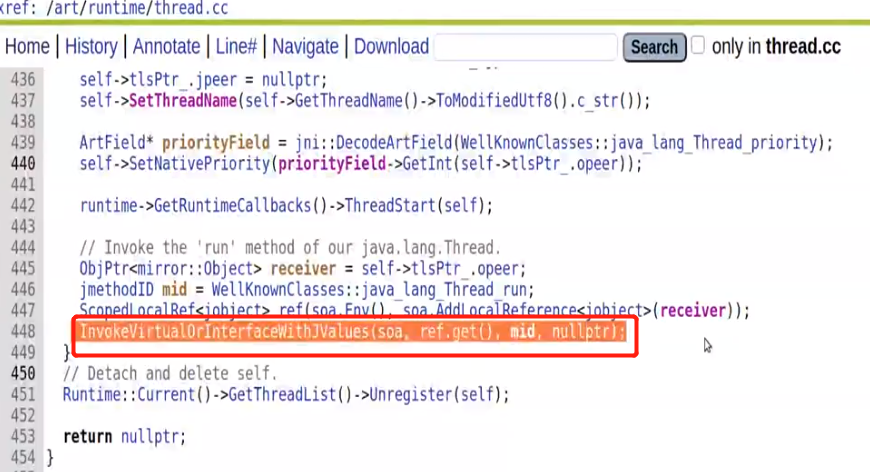 xref: /art/runtime/thread.cc
Home | History | Annotate | Line# | Navigate | Download Search only in thread.cc
436 self->tlsPtr_.jpeer = nullptr;
437 self->SetThreadName(self->GetThreadName()->ToModifiedUtf8().c_str());
438
439 ArtField* priorityField = jni::DecodeArtField(WellKnownClasses::java_lang_Thread_priority);
440 self->SetNativePriority(priorityField->GetInt(self->tlsPtr_.opeer));
441
442 runtime->GetRuntimeCallbacks()->ThreadStart(self);
443
444 // Invoke the 'run' method of our java.lang.Thread.
445 ObjPtr<mirror::Object> receiver = self->tlsPtr_.opeer;
446 jmethodID mid = WellKnownClasses::java_lang_Thread_run;
447 ScopedLocalRef<jobject> ref(soa.Env(), soa.AddLocalReference<jobject>(receiver));
448 InvokeVirtualOrInterfaceWithJValues(soa, ref.get(), mid, nullptr);
449 }
450 // Detach and delete self.
451 Runtime::Current()->GetThreadList()->Unregister(self);
452
453 return nullptr;
454 }